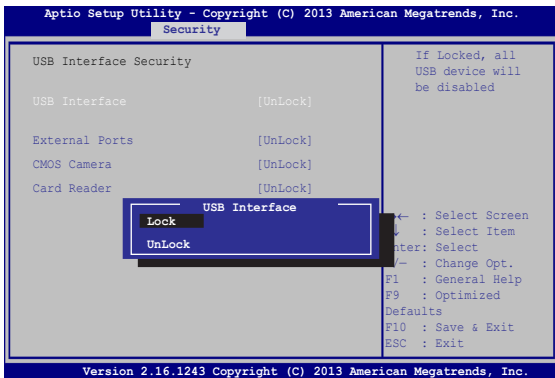 Aptio Setup Utility - Copyright (C) 2013 American Megatrends, Inc.
Security
USB Interface Security
USB Interface [UnLock]
External Ports [UnLock]
CMOS Camera [UnLock]
Card Reader [UnLock]
USB Interface
Lock
UnLock
If Locked, all
USB device will
be disabled
→← : Select Screen
↓ : Select Item
nter: Select
/— : Change Opt.
F1 : General Help
F9 : Optimized
Defaults
F10 : Save & Exit
ESC : Exit
Version 2.16.1243 Copyright (C) 2013 American Megatrends, Inc.